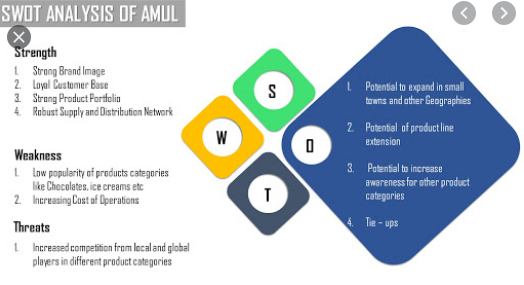 SWOT ANALYSIS OF AMUL
Strength
1. Strong Brand Image
2. Loyal Customer Base
3. Strong Product Portfolio
4. Robust Supply and Distribution Network
Weakness
1. Low popularity of products categories
like Chocolates, ice creams etc
2. Increasing Cost of Operations
Threats
1. Increased competition from local and global
players in different product categories
S
W
O
T
1. Potential to expand in small
towns and other Geographies
2. Potential of product line
extension
3. Potential to increase
awareness for other product
categories
4. Tie – ups